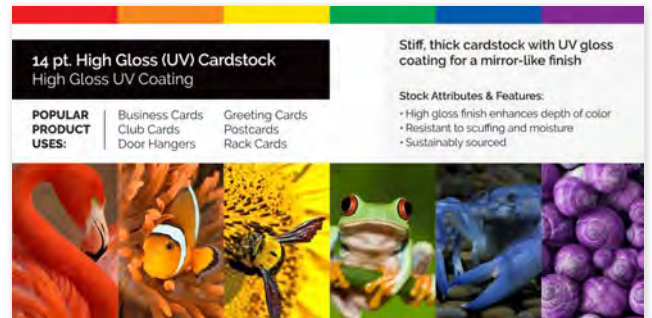 14 pt. High Gloss (UV) Cardstock
High Gloss UV Coating
POPULAR
PRODUCT
USES:
Business Cards
Club Cards
Door Hangers
Greeting Cards
Postcards
Rack Cards
Stiff, thick cardstock with UV gloss
coating for a mirror-like finish
Stock Attributes & Features:
• High gloss finish enhances depth of color
• Resistant to scuffing and moisture
• Sustainably sourced